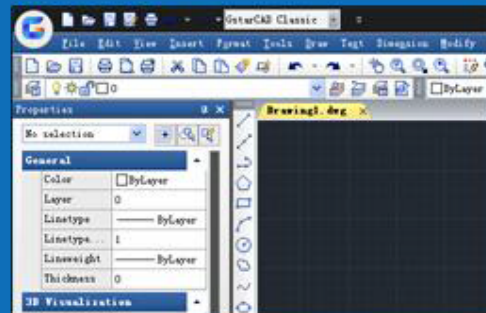 GstarCAD Classic
File Edit View Insert Format Tools Draw Text Dimension Modify
0 ByLayer
Properties
Drawing1.dwg
No selection
General
Color ByLayer
Layer 0
Linetype ByLayer
Linetype... 1
Lineweight ByLayer
Thickness 0
3D Visualization